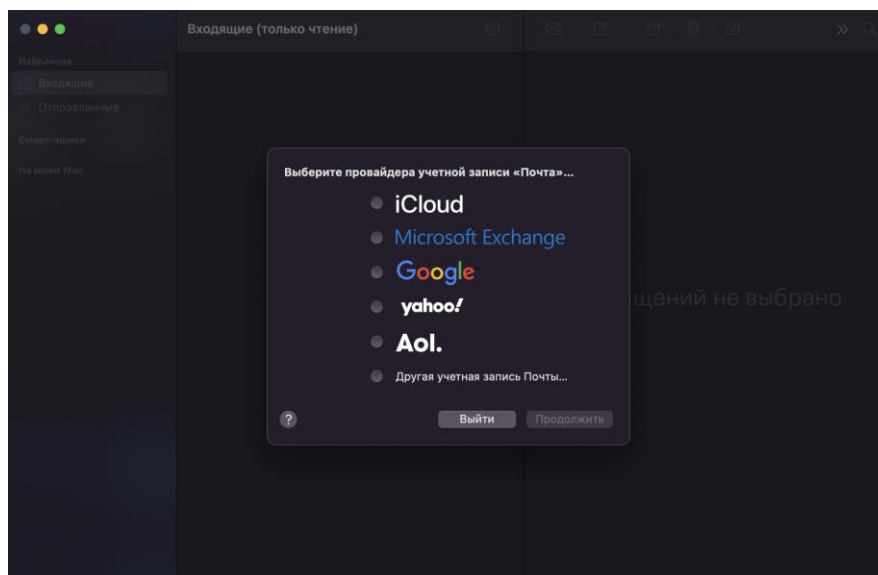 Входящие (только чтение)
Избранное
Входящие
Отправленные
Смарт-ящики
На моем Mac
Выберите провайдера учетной записи «Почта»...
iCloud
Microsoft Exchange
Google
yahoo!
Aol.
Другая учетная запись Почты...
?
Выйти
Продолжить
щений не выбрано